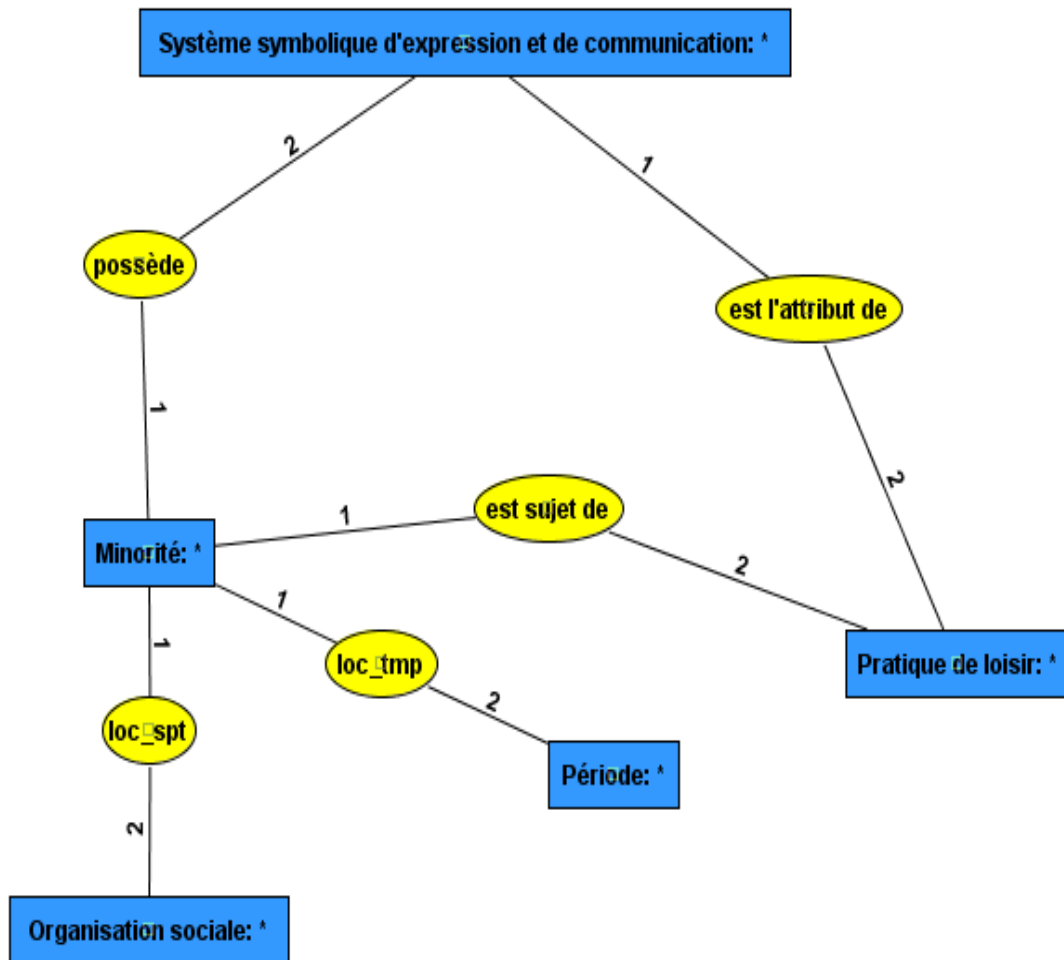 Système symbolique d'expression et de communication: *
2
1
possède
est l'attribut de
1
2
est sujet de
1
2
Minorité: *
1
loc_tmp
Pratique de loisir: *
1
2
loc_spt
Période: *
2
Organisation sociale: *